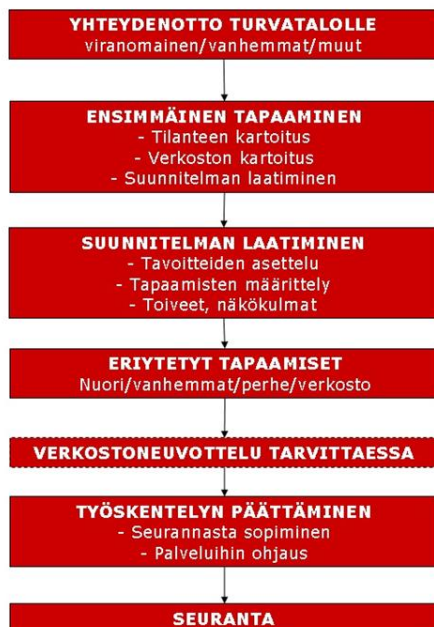 YHTEYDENOTTO TURVATALOLLE
viranomainen/vanhemmat/muut
ENSIMMÄINEN TAPAAMINEN
- Tilanteen kartoitus
- Verkoston kartoitus
- Suunnitelman laatiminen
SUUNNITELMAN LAATIMINEN
- Tavoitteiden asettelu
- Tapaamisten määrittely
- Toiveet, näkökulmat
ERIYTETYT TAPAAMISET
Nuori/vanhemmat/perhe/verkosto
VERKOSTONEUVOTTELU TARVITTAESSA
TYÖSKENTELYN PÄÄTTÄMINEN
- Seurannasta sopiminen
- Palveluihin ohjaus
SEURANTA